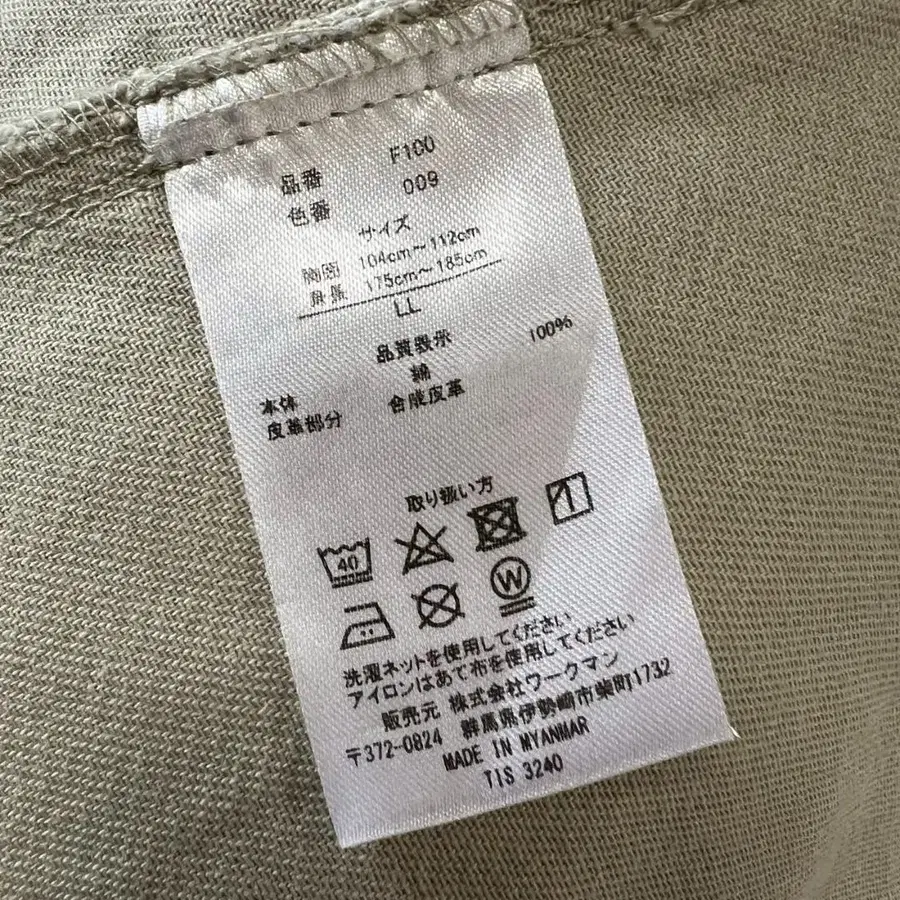 品番 F100
色番 009
サイズ
胸囲 104cm～112cm
身長 175cm～185cm
LL
品質表示
本体 綿 100%
皮革部分 合成皮革
取り扱い方
40
W
洗濯ネットを使用してください
アイロンはあて布を使用してください
販売元 株式会社ワークマン
〒372-0824 群馬県伊勢崎市柴町1732
MADE IN MYANMAR
TIS 3240